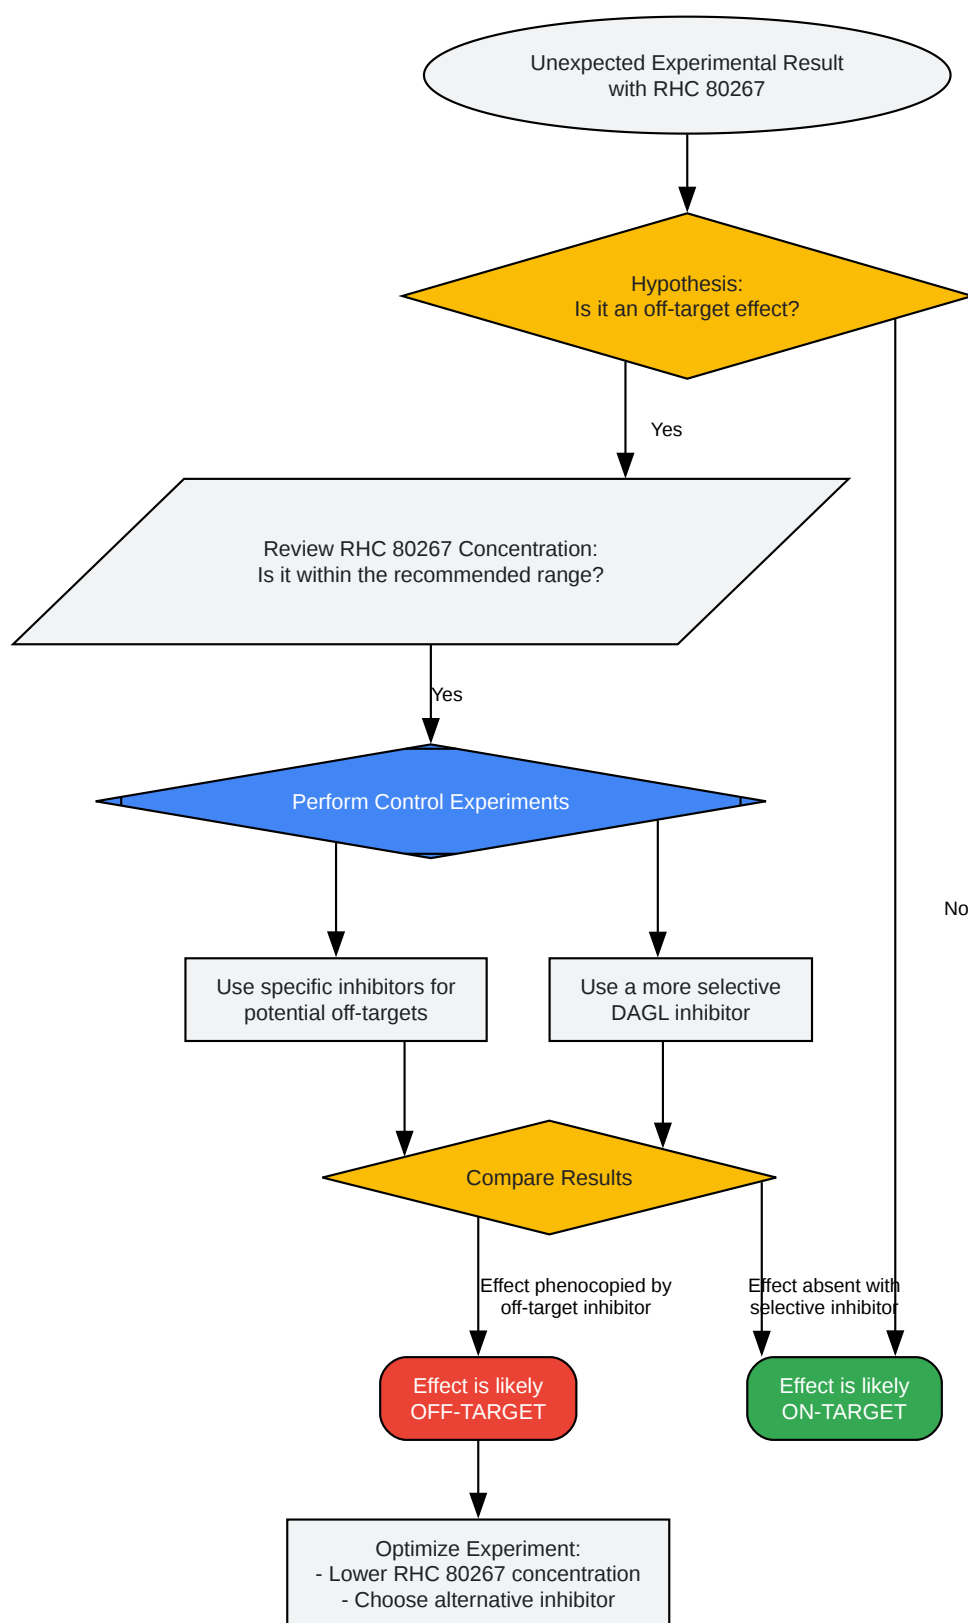 Unexpected Experimental Result
with RHC 80267
Hypothesis:
Is it an off-target effect?
Yes
Review RHC 80267 Concentration:
Is it within the recommended range?
Yes
Perform Control Experiments
No
Use specific inhibitors for
potential off-targets
Use a more selective
DAGL inhibitor
Compare Results
Effect phenocopied by
off-target inhibitor
Effect absent with
selective inhibitor
Effect is likely
OFF-TARGET
Effect is likely
ON-TARGET
Optimize Experiment:
- Lower RHC 80267 concentration
- Choose alternative inhibitor